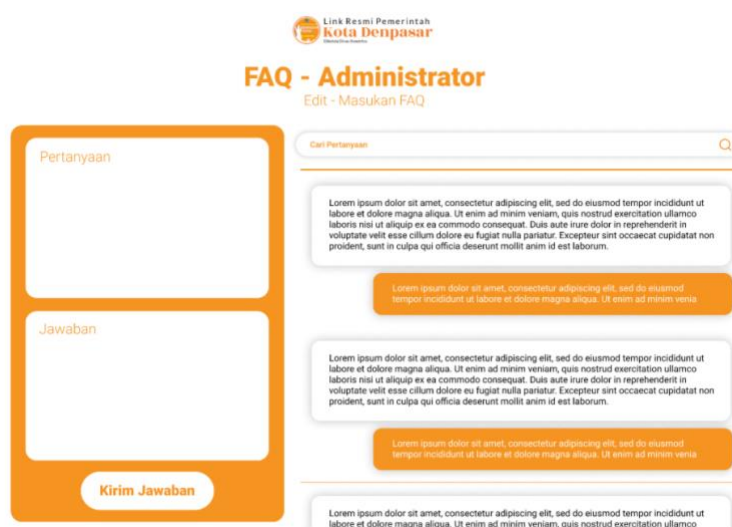 Link Resmi Pemerintah
Kota Denpasar
FAQ - Administrator
Edit - Masukan FAQ
Pertanyaan
Jawaban
Kirim Jawaban
Cari Pertanyaan
Lorem ipsum dolor sit amet, consectetur adipiscing elit, sed do eiusmod tempor incididunt ut
labore et dolore magna aliqua. Ut enim ad minim veniam, quis nostrud exercitation ullamco
laboris nisi ut aliquip ex ea commodo consequat. Duis aute irure dolor in reprehenderit in
voluptate velit esse cillum dolore eu fugiat nulla pariatur. Excepteur sint occaecat cupidatat non
proident, sunt in culpa qui officia deserunt mollit anim id est laborum.
Lorem ipsum dolor sit amet, consectetur adipiscing elit, sed do eiusmod
tempor incididunt ut labore et dolore magna aliqua. Ut enim ad minim venia
Lorem ipsum dolor sit amet, consectetur adipiscing elit, sed do eiusmod tempor incididunt ut
labore et dolore magna aliqua. Ut enim ad minim veniam, quis nostrud exercitation ullamco
laboris nisi ut aliquip ex ea commodo consequat. Duis aute irure dolor in reprehenderit in
voluptate velit esse cillum dolore eu fugiat nulla pariatur. Excepteur sint occaecat cupidatat non
proident, sunt in culpa qui officia deserunt mollit anim id est laborum.
Lorem ipsum dolor sit amet, consectetur adipiscing elit, sed do eiusmod
tempor incididunt ut labore et dolore magna aliqua. Ut enim ad minim venia
Lorem ipsum dolor sit amet, consectetur adipiscing elit, sed do eiusmod tempor incididunt ut
labore et dolore magna aliqua. Ut enim ad minim veniam, quis nostrud exercitation ullamco